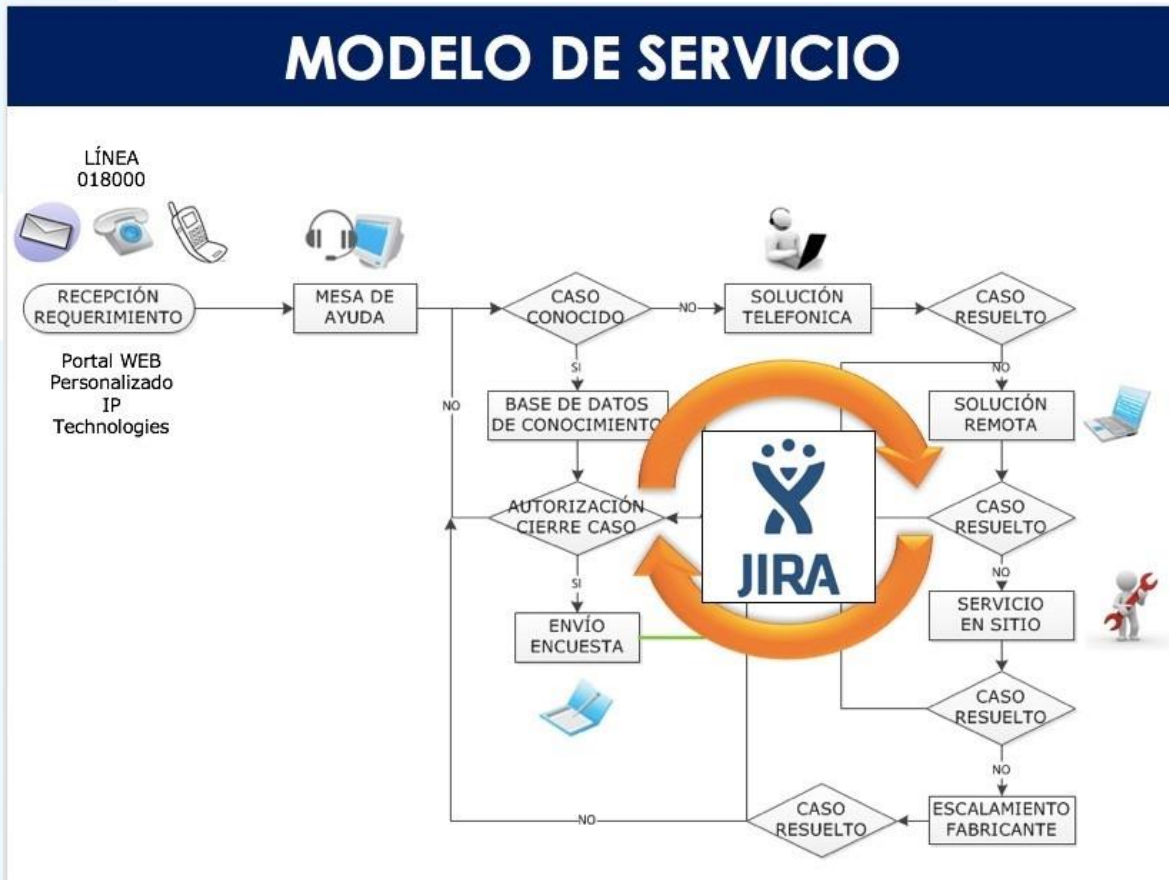 MODELO DE SERVICIO
LÍNEA
018000
RECEPCIÓN
REQUERIMIENTO
Portal WEB
Personalizado
IP
Technologies
MESA DE
AYUDA
CASO
CONOCIDO
NO
SOLUCIÓN
TELEFONICA
CASO
RESUELTO
SI
NO
NO
BASE DE DATOS
DE CONOCIMIENTO
SOLUCIÓN
REMOTA
AUTORIZACIÓN
CIERRE CASO
JIRA
CASO
RESUELTO
SI
NO
ENVÍO
ENCUESTA
SERVICIO
EN SITIO
CASO
RESUELTO
NO
ESCALAMIENTO
FABRICANTE
CASO
RESUELTO
NO